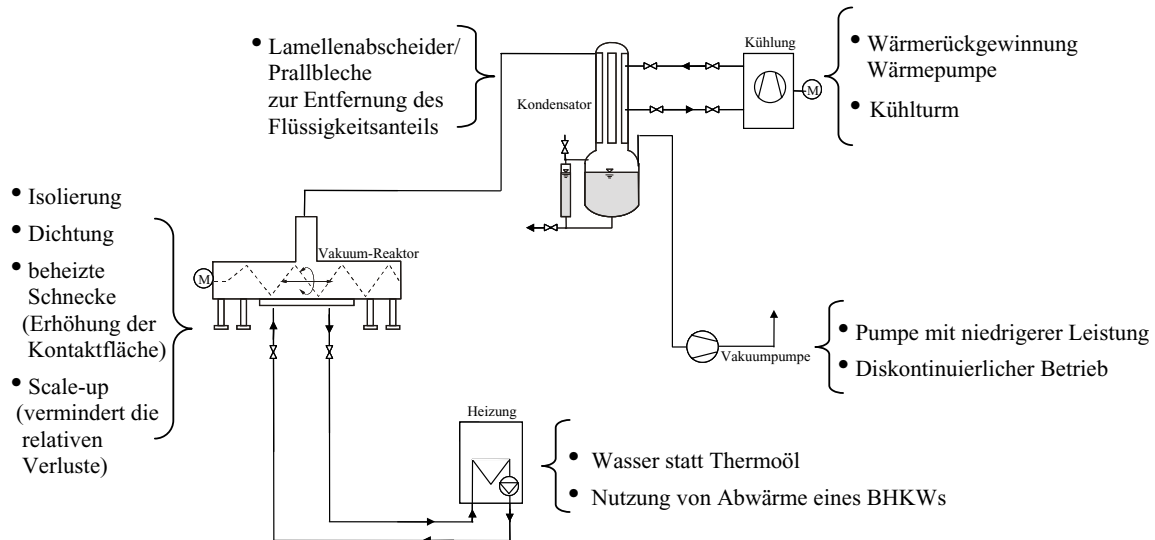 • Lamellenabscheider/
Prallbleche
zur Entfernung des
Flüssigkeitsanteils
Kondensator
Kühlung
M
• Wärmerückgewinnung
Wärmepumpe
• Kühlturm
• Isolierung
• Dichtung
• beheizte
Schnecke
(Erhöhung der
Kontaktfläche)
• Scale-up
(vermindert die
relativen
Verluste)
Vakuum-Reaktor
M
Vakuumpumpe
• Pumpe mit niedrigerer Leistung
• Diskontinuierlicher Betrieb
Heizung
• Wasser statt Thermoöl
• Nutzung von Abwärme eines BHKWs